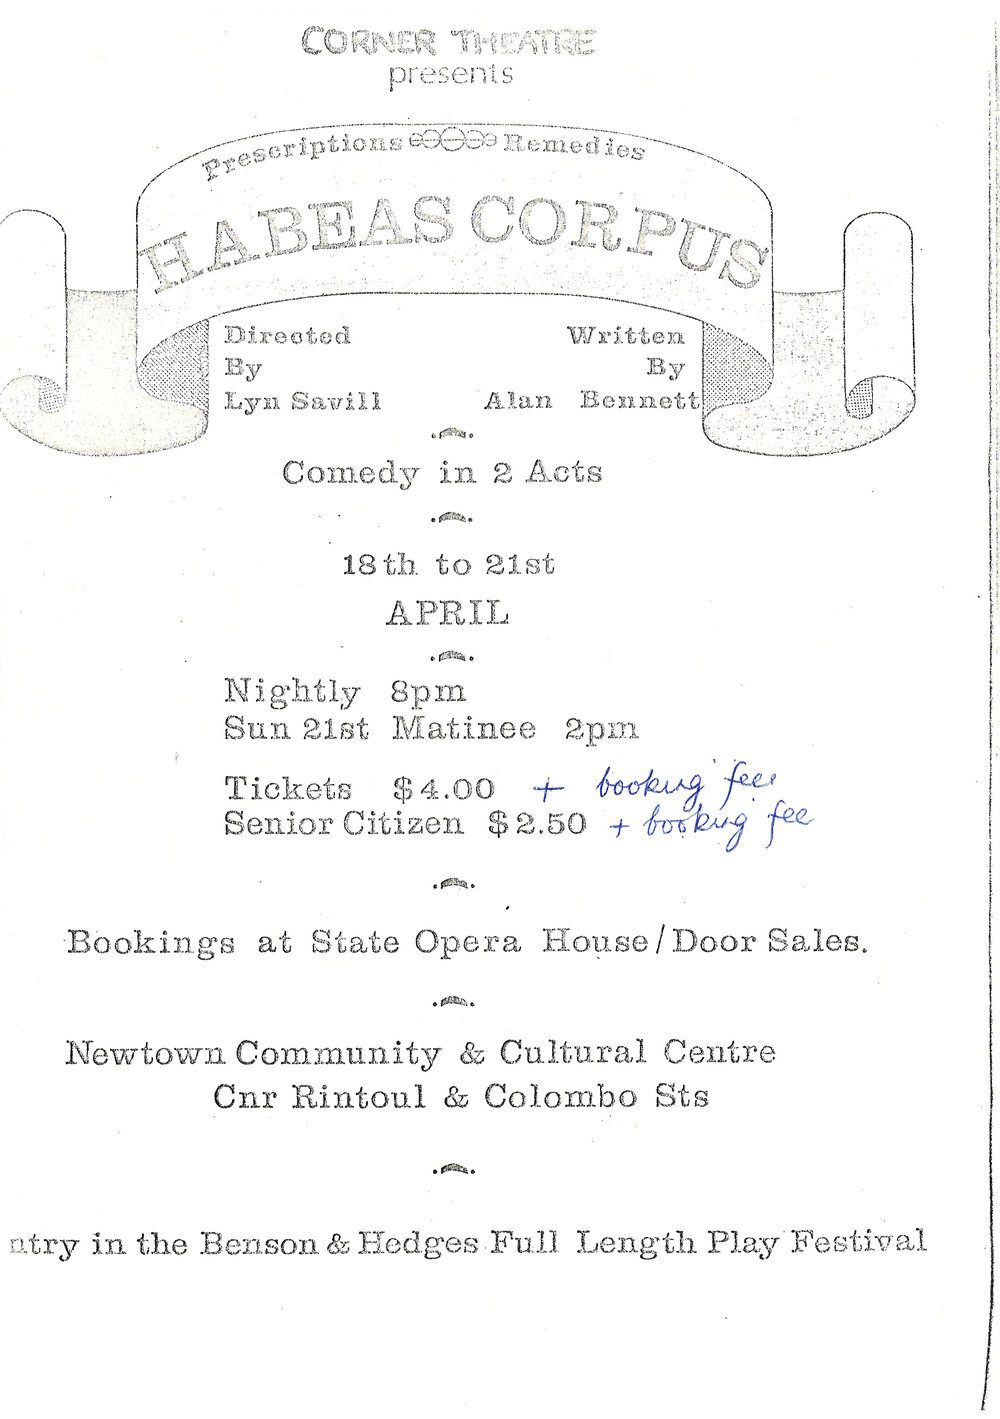 CORNER THEATRE
presents
Prescriptions Remedies
HABEAS CORPUS
Directed Written
By By
Lyn Savill Alan Bennett
Comedy in 2 Acts
18th to 21st
APRIL
Nightly 8pm
Sun 21st Matinee 2pm
Tickets $4.00 + booking fee
Senior Citizen $2.50 + booking fee
Bookings at State Opera House/Door Sales.
Newtown Community & Cultural Centre
Cnr Rintoul & Colombo Sts
ntry in the Benson & Hedges Full Length Play Festival